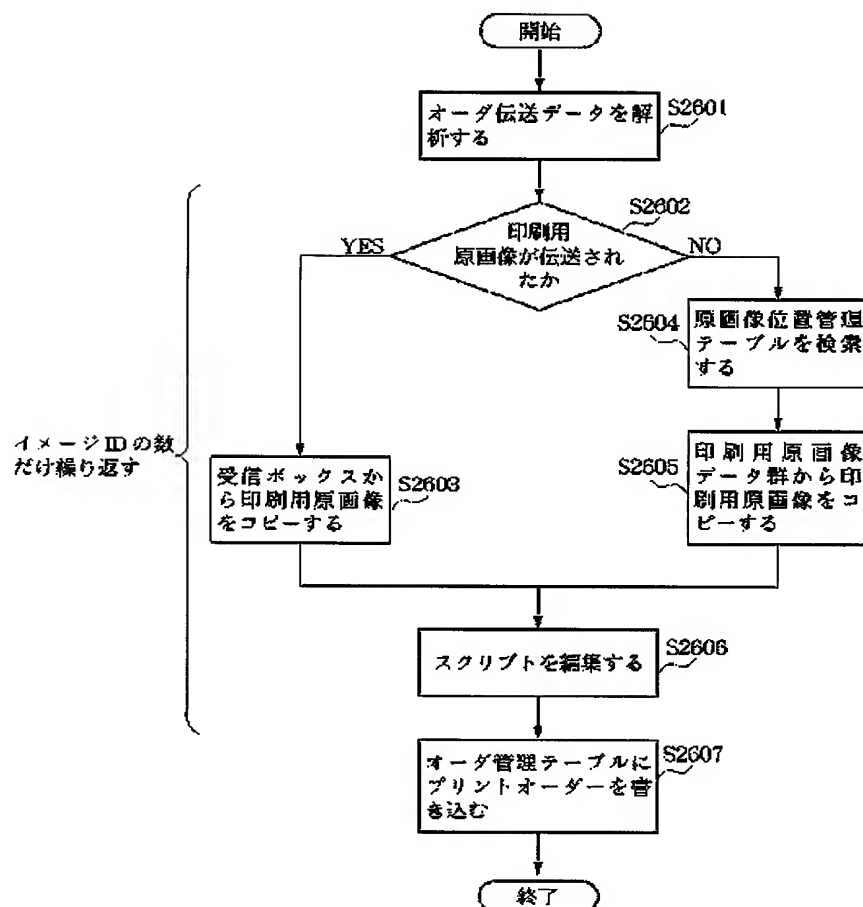 開始
オーダ伝送データを解
析する
S2601
S2602
印刷用
原画像が伝送され
たか
YES
NO
S2604
原画像位置管理
テーブルを検索
する
イメージIDの数
だけ繰り返す
受信ボックスか
ら印刷用原画像
をコピーする
S2603
S2605
印刷用原画像
データ群から印
刷用原画像をコ
ピーする
スクリプトを編集する
S2606
オーダ管理テーブルに
プリントオーダーを書
き込む
S2607
終了